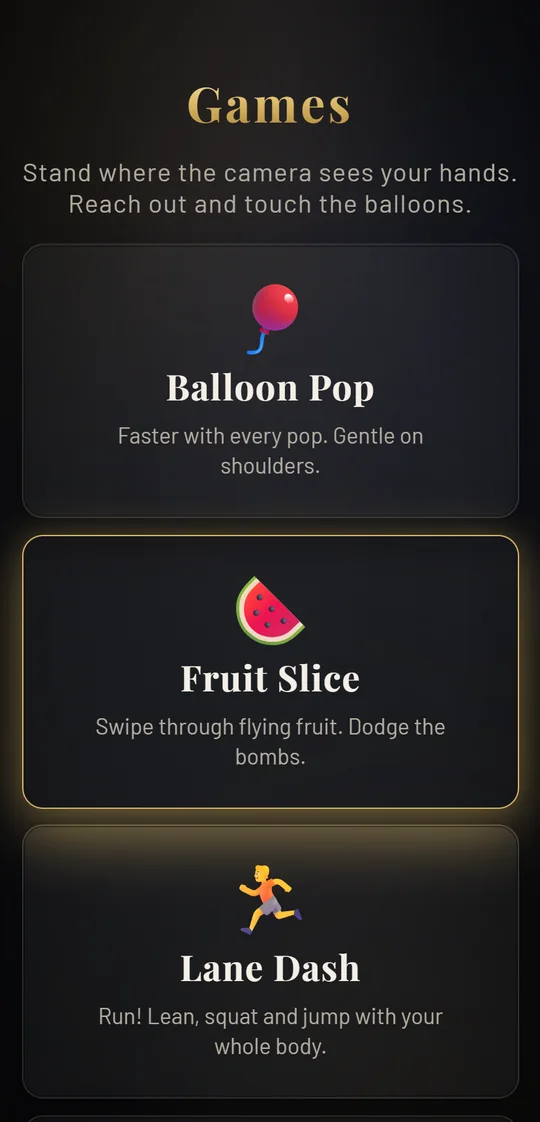 Games
Stand where the camera sees your hands.
Reach out and touch the balloons.
Balloon Pop
Faster with every pop. Gentle on
shoulders.
Fruit Slice
Swipe through flying fruit. Dodge the
bombs.
Lane Dash
Run! Lean, squat and jump with your
whole body.